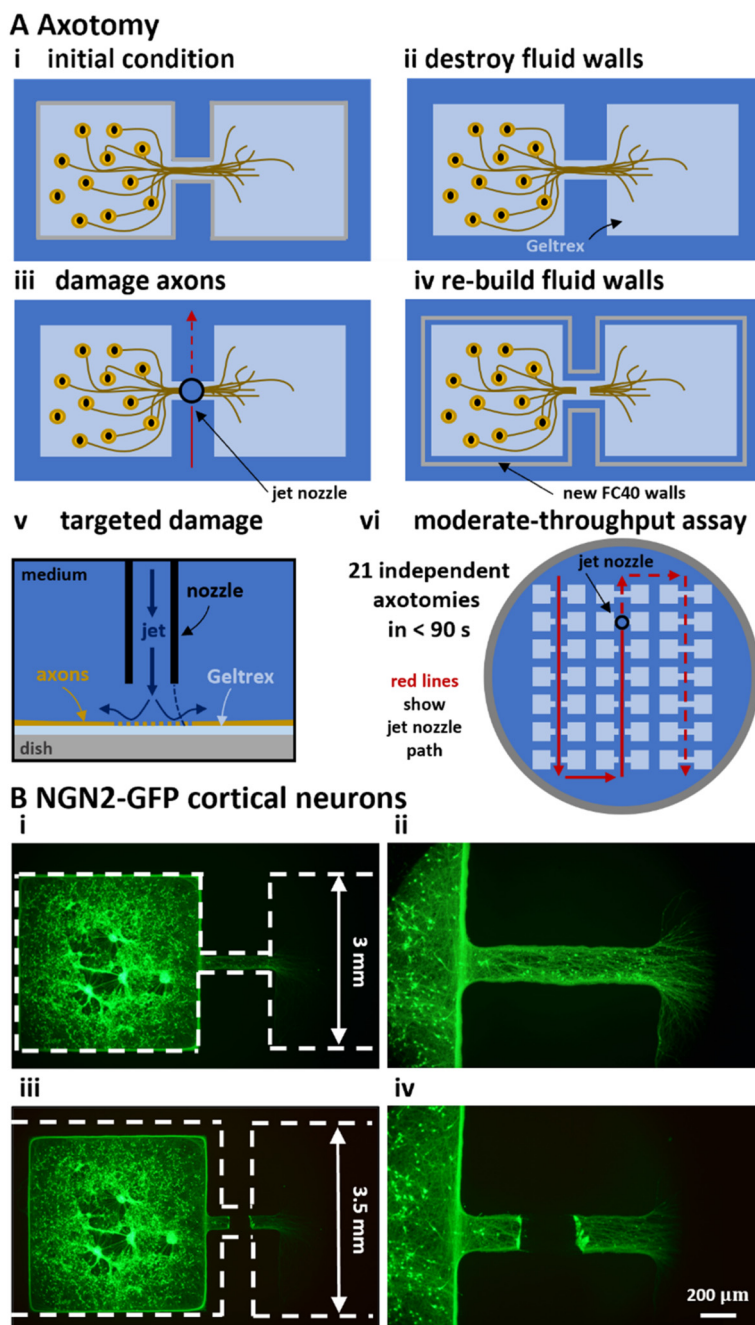 A Axotomy
i initial condition
ii destroy fluid walls
Geltrex
iii damage axons
iv re-build fluid walls
jet nozzle
new FC40 walls
v targeted damage
vi moderate-throughput assay
medium
nozzle
jet
axons
Geltrex
dish
jet nozzle
21 independent
axotomies
in < 90 s
red lines
show
jet nozzle
path
B NGN2-GFP cortical neurons
i
ii
3 mm
iii
iv
3.5 mm
200 µm